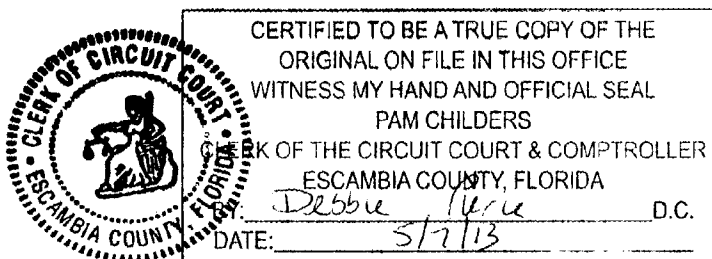 CLERK OF CIRCUIT COURT
ESCAMBIA COUNTY, FLORIDA
CERTIFIED TO BE A TRUE COPY OF THE
ORIGINAL ON FILE IN THIS OFFICE
WITNESS MY HAND AND OFFICIAL SEAL
PAM CHILDERS
CLERK OF THE CIRCUIT COURT & COMPTROLLER
ESCAMBIA COUNTY, FLORIDA
BY: Debbie D.C.
DATE: 5/7/13